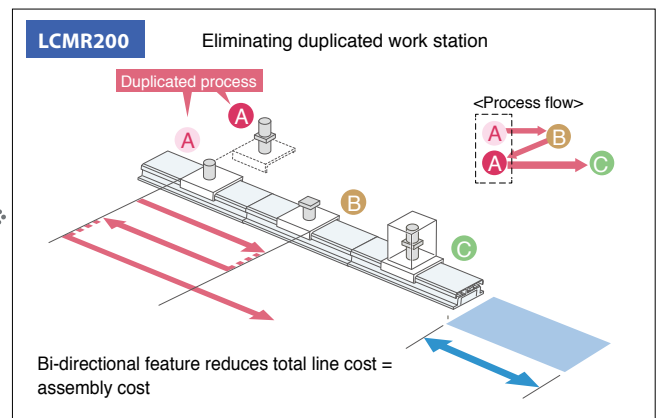 LCMR200
Eliminating duplicated work station
Duplicated process
A
A
B
C
<Process flow>
A
B
A
C
Bi-directional feature reduces total line cost =
assembly cost